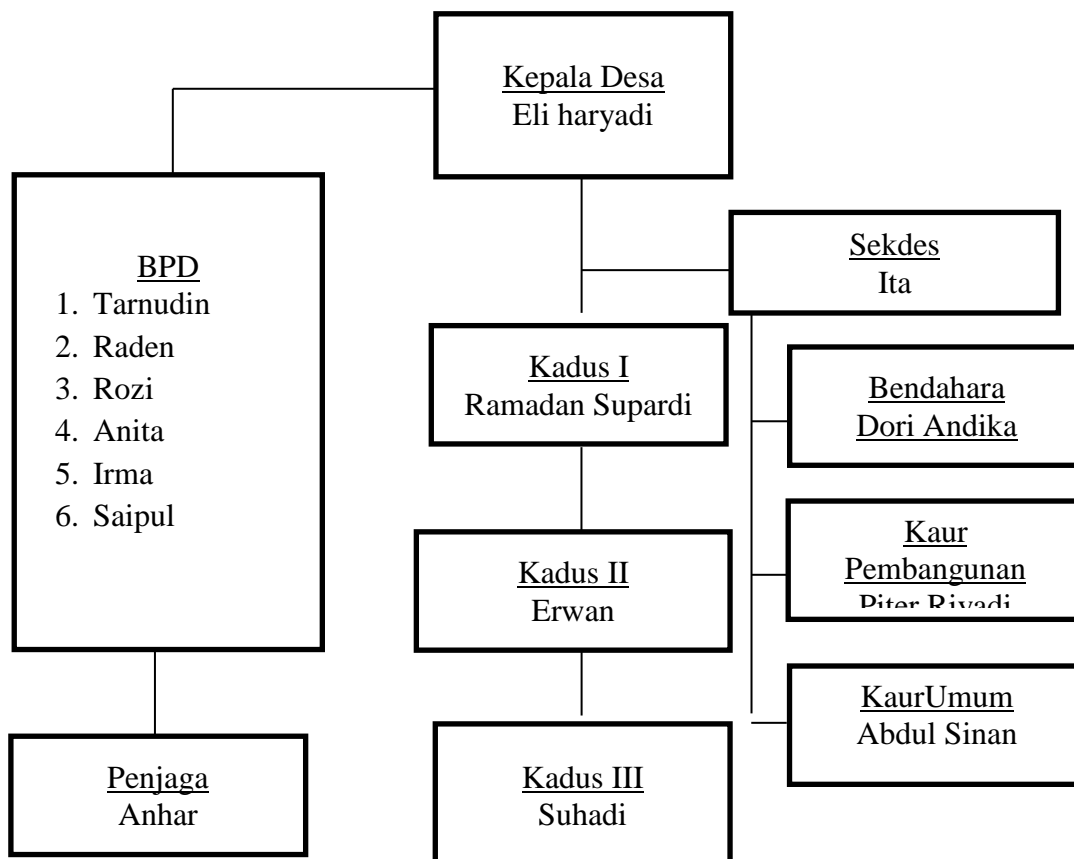 Kepala Desa
Eli haryadi
BPD
1. Tarnudin
2. Raden
3. Rozi
4. Anita
5. Irma
6. Saipul
Penjaga
Anhar
Sekdes
Ita
Kadus I
Ramadan Supardi
Kadus II
Erwan
Kadus III
Suhadi
Bendahara
Dori Andika
Kaur
Pembangunan
Piter Riyadi
KaurUmum
Abdul Sinan